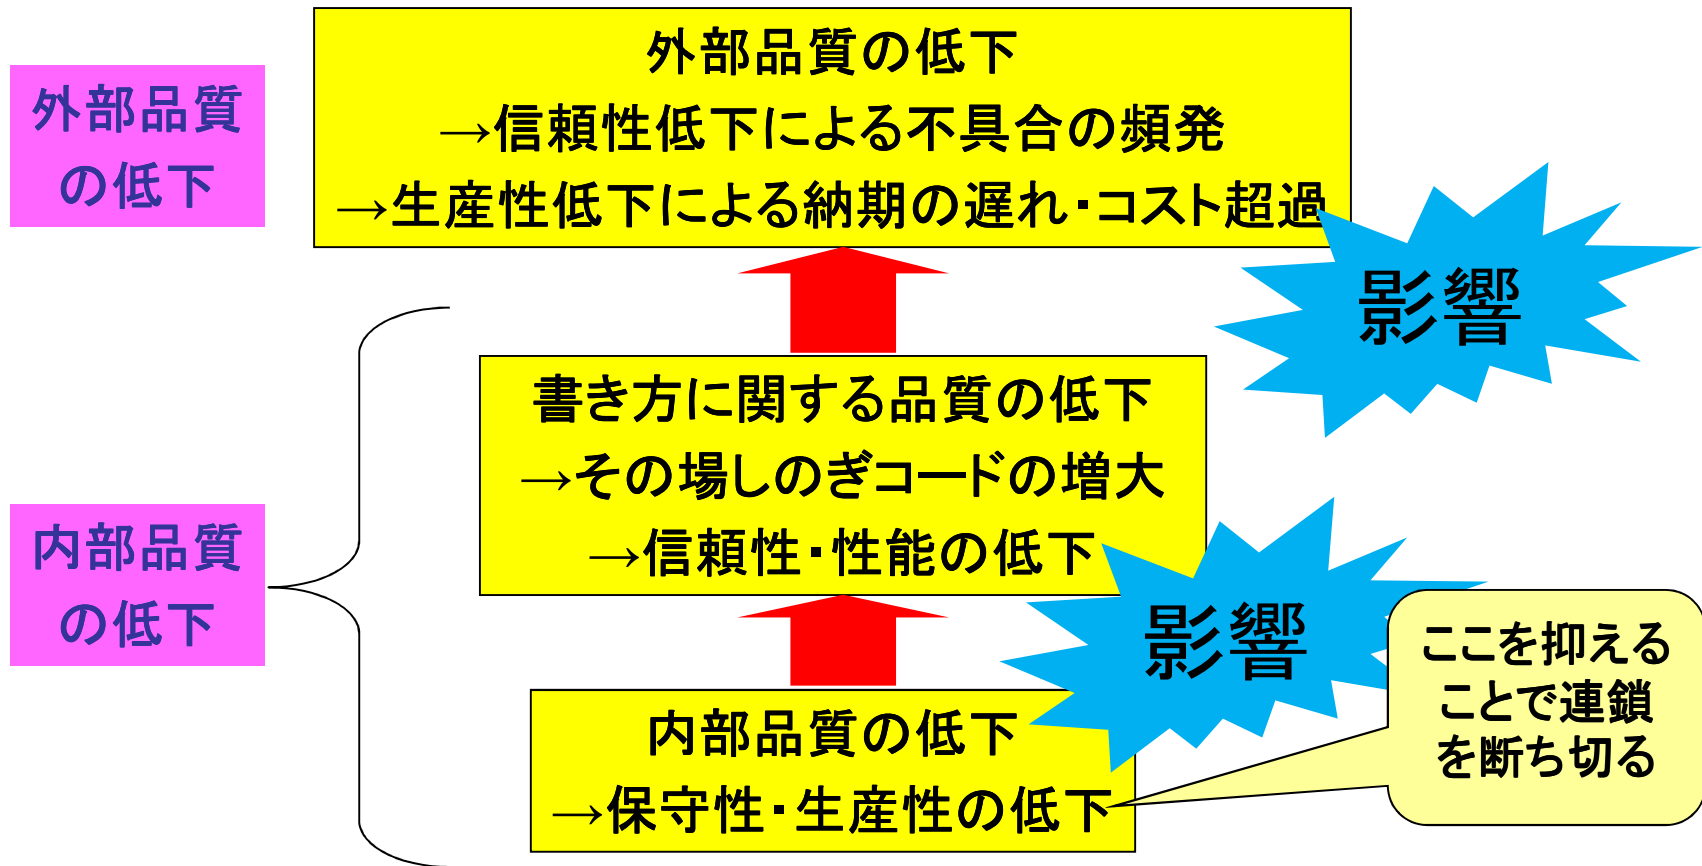 外部品質
の低下
外部品質の低下
→信頼性低下による不具合の頻発
→生産性低下による納期の遅れ・コスト超過
影響
内部品質
の低下
書き方に関する品質の低下
→その場しのぎコードの増大
→信頼性・性能の低下
影響
内部品質の低下
→保守性・生産性の低下
ここを抑える
ことで連鎖
を断ち切る